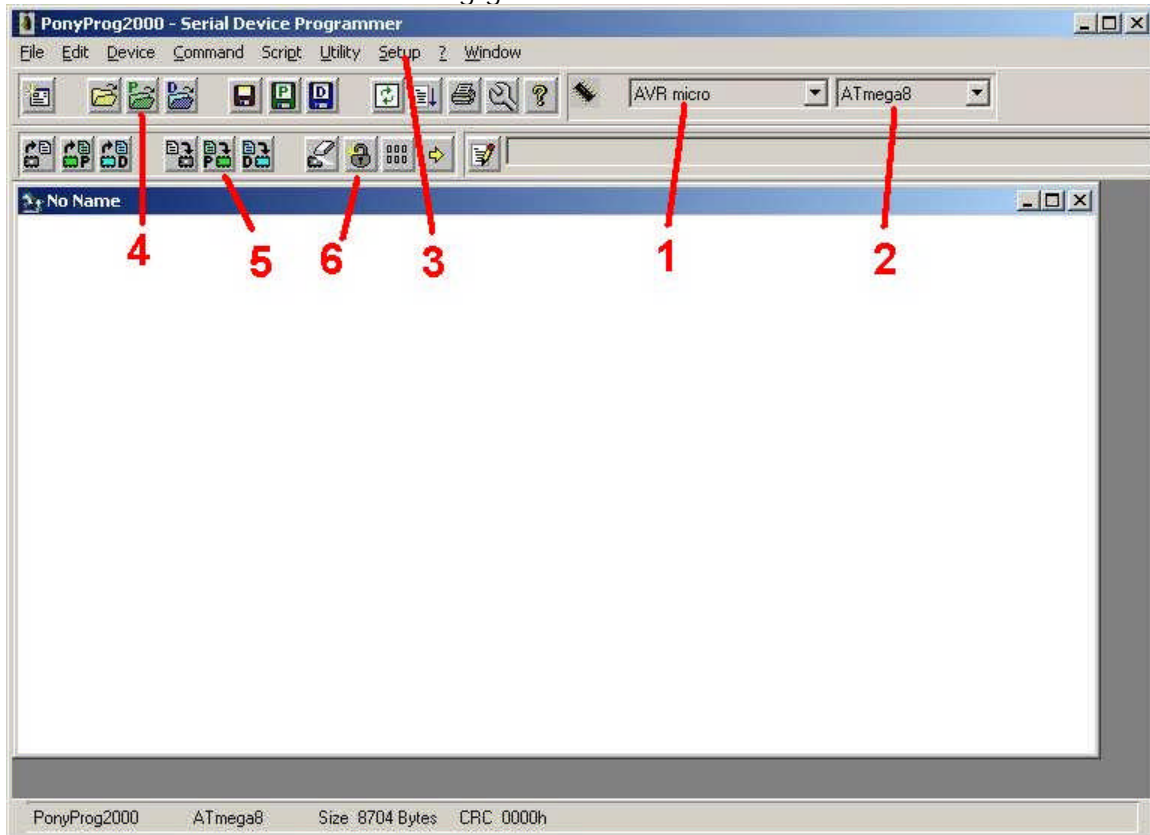 PonyProg2000 - Serial Device Programmer
File Edit Device Command Script Utility Setup ? Window
AVR micro ATmega8
No Name
4 5 6 3 1 2
PonyProg2000 ATmega8 Size 8704 Bytes CRC 0000h